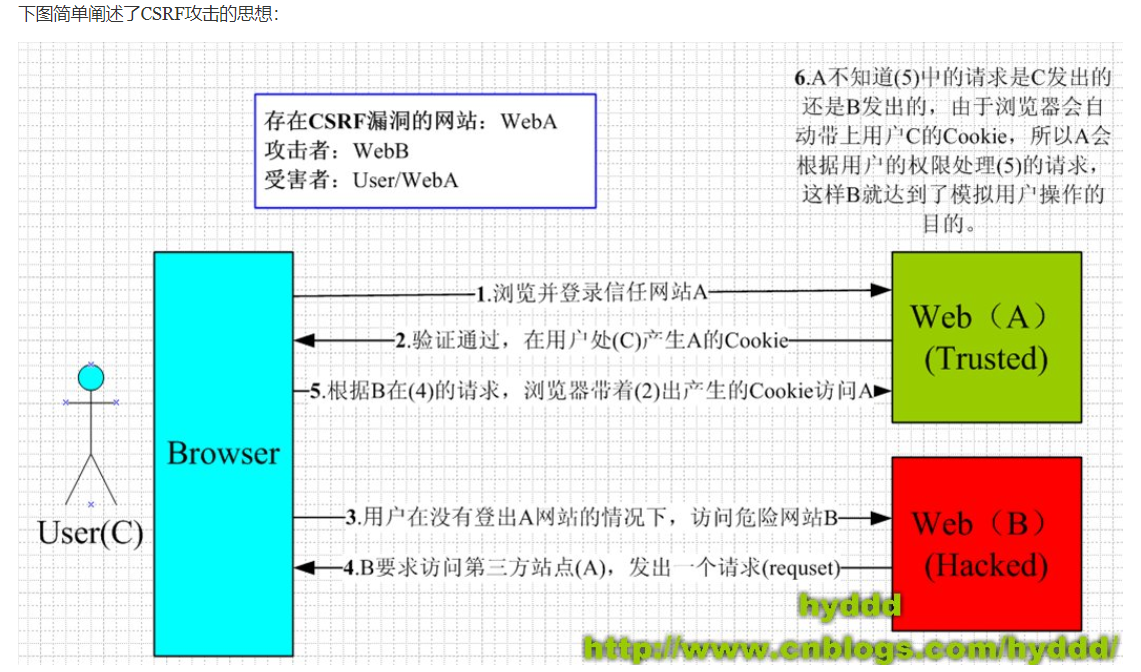 下图简单阐述了CSRF攻击的思想：
存在CSRF漏洞的网站：WebA
攻击者：WebB
受害者：User/WebA
6.A不知道(5)中的请求是C发出的
还是B发出的，由于浏览器会自
动带上用户C的Cookie，所以A会
根据用户的权限处理(5)的请求，
这样B就达到了模拟用户操作的
目的。
1.浏览并登录信任网站A
2.验证通过，在用户处(C)产生A的Cookie
5.根据B在(4)的请求，浏览器带着(2)出产生的Cookie访问A
Web（A）
(Trusted)
Browser
User(C)
3.用户在没有登出A网站的情况下，访问危险网站B
4.B要求访问第三方站点(A)，发出一个请求(requset)
Web（B）
(Hacked)
hyddd
http://www.cnblogs.com/hyddd/